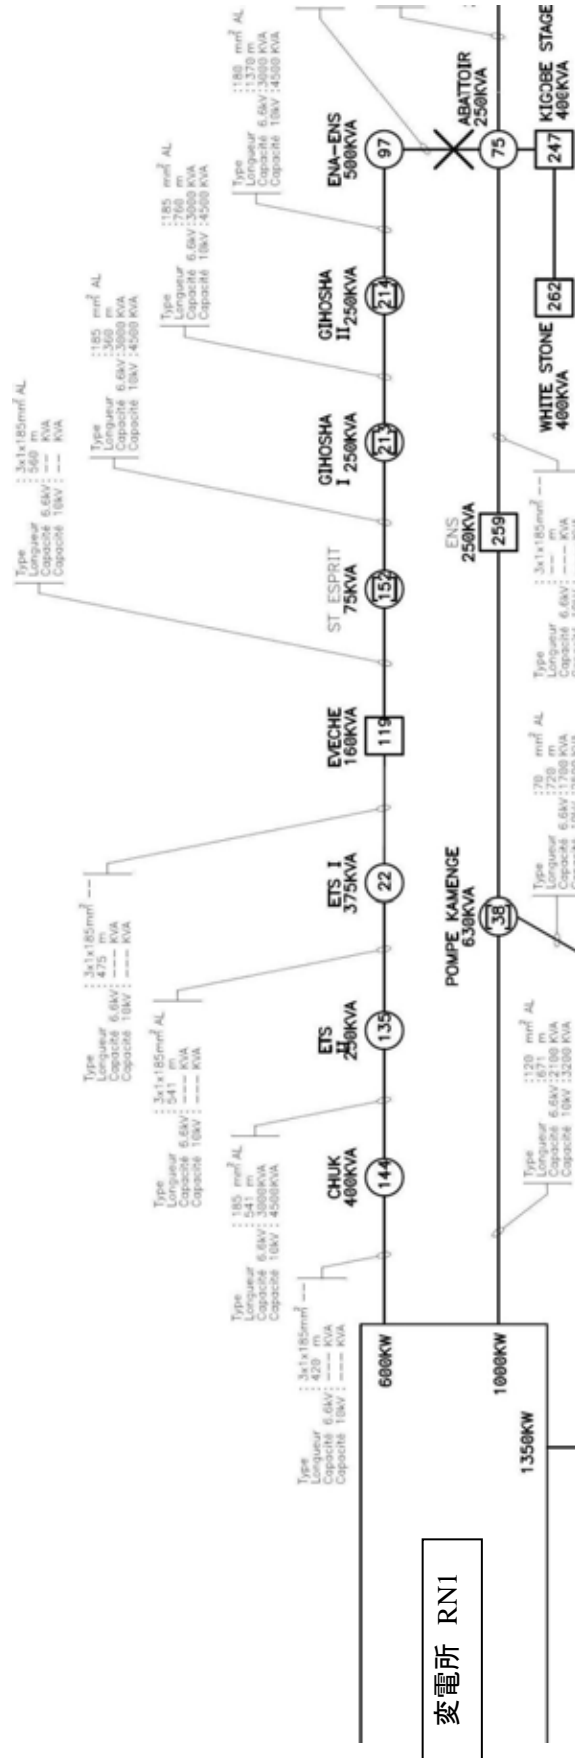 変電所 RN1
600KW
1000KW
1350KW
Type : 3x1x185mm² --
Longueur : 420 m
Capacité 6.6kV: --- KVA
Capacité 10kV : --- KVA
CHUK
400KVA
144
Type : 185 mm² AL
Longueur : 541 m
Capacité 6.6kV: 3000KVA
Capacité 10kV : 4500KVA
ETS
II
250KVA
135
Type : 3x1x185mm² AL
Longueur : 541 m
Capacité 6.6kV: --- KVA
Capacité 10kV : --- KVA
ETS I
375KVA
22
Type : 3x1x185mm² --
Longueur : 475 m
Capacité 6.6kV: --- KVA
Capacité 10kV : --- KVA
EVECHE
160KVA
119
Type : 3x1x185mm² AL
Longueur : 560 m
Capacité 6.6kV: --- KVA
Capacité 10kV : --- KVA
ST ESPRIT
75KVA
152
Type :185 mm² AL
Longueur :360 m
Capacité 6.6kV:3000 KVA
Capacité 10kV :4500 KVA
GIHOSHA
I 250KVA
213
Type :185 mm² AL
Longueur :760 m
Capacité 6.6kV:3000 KVA
Capacité 10kV :4500 KVA
GIHOSHA
II 250KVA
214
Type :180 mm² AL
Longueur :1370 m
Capacité 6.6kV:3000 KVA
Capacité 10kV :4500 KVA
ENA-ENS
500KVA
97
ABATTOIR
250KVA
75
KIGOBE STAGE
400KVA
247
WHITE STONE
400KVA
262
ENS
250KVA
259
Type : 3x1x185mm² --
Longueur : --- m
Capacité 6.6kV: --- KVA
POMPE KAMENGE
630KVA
38
Type :70 mm² AL
Longueur :720 m
Capacité 6.6kV:1700 KVA
Type :120 mm² AL
Longueur :671 m
Capacité 6.6kV:2100 KVA
Capacité 10kV :3200 KVA